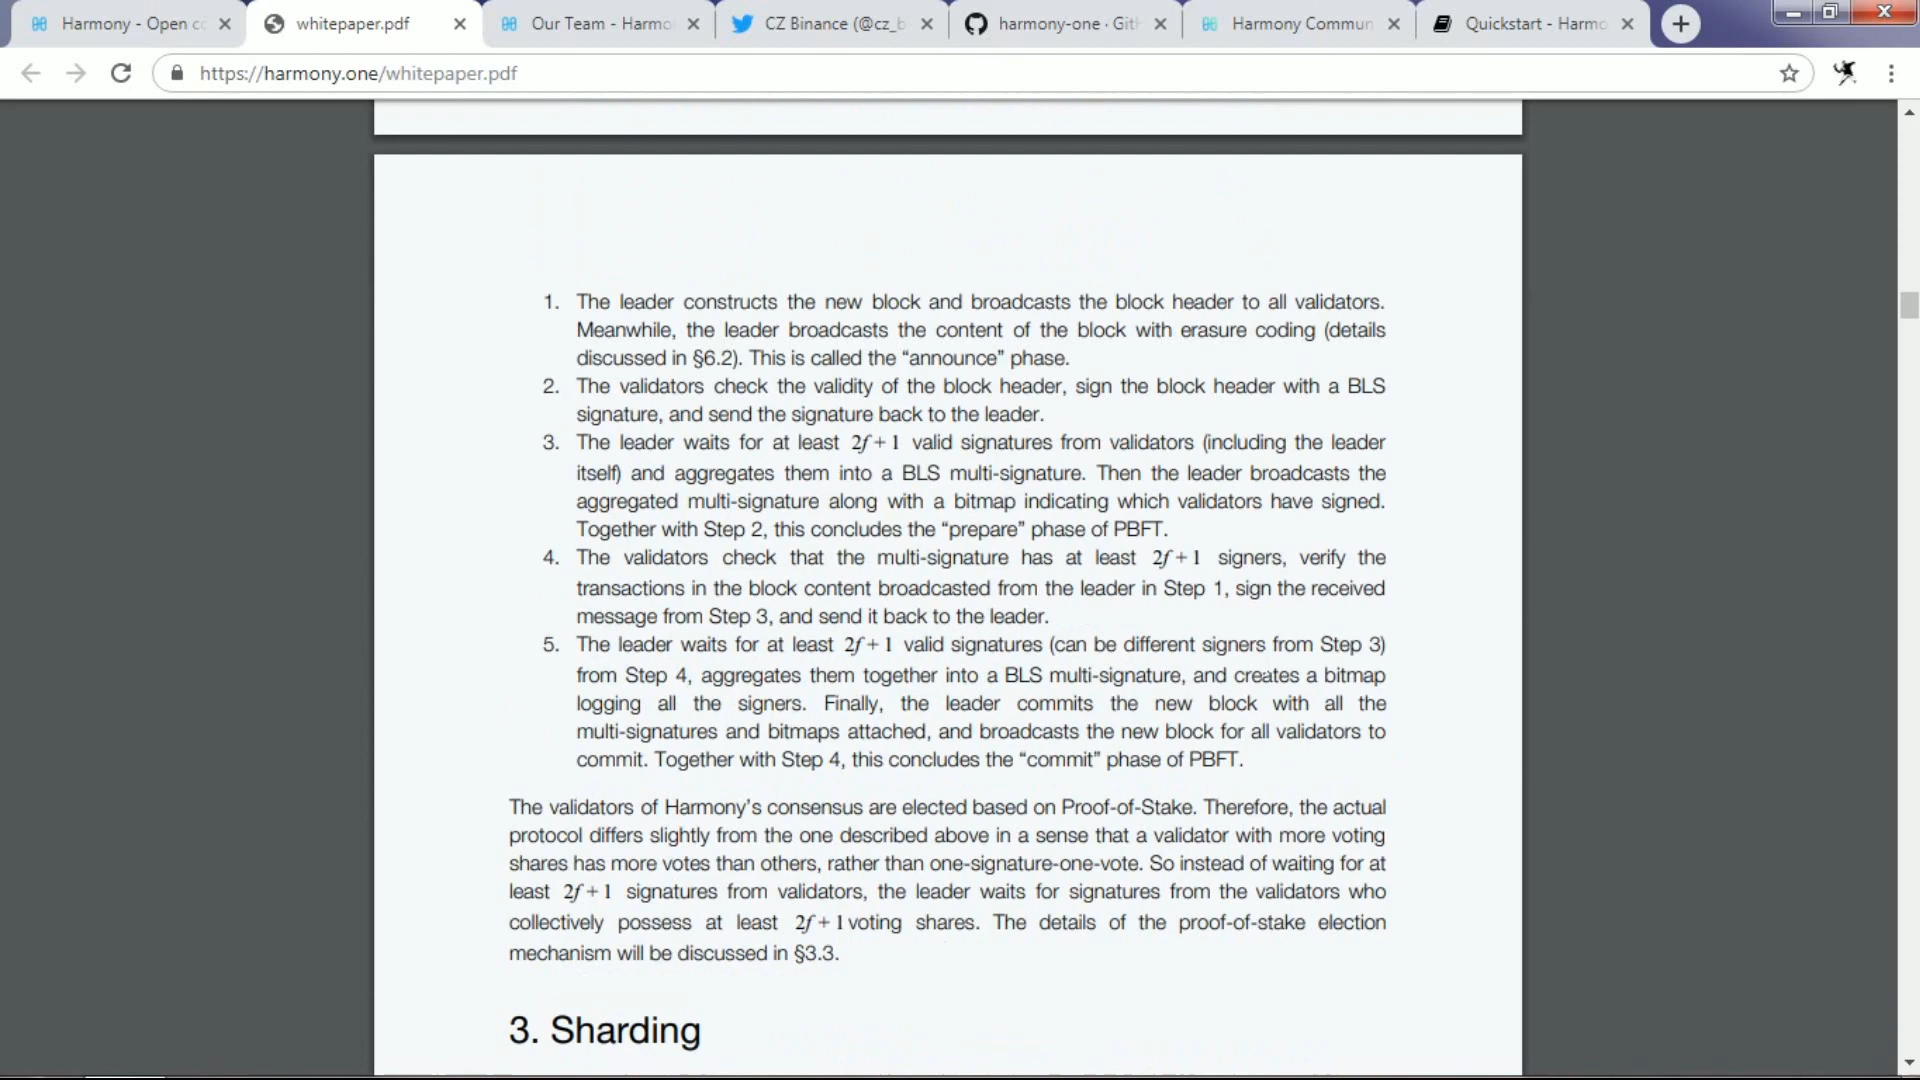 Harmony - Open co
whitepaper.pdf
Our Team - Harmo
CZ Binance (@cz_b
harmony-one · Gith
Harmony Commun
Quickstart - Harmo
https://harmony.one/whitepaper.pdf
1. The leader constructs the new block and broadcasts the block header to all validators.
Meanwhile, the leader broadcasts the content of the block with erasure coding (details
discussed in §6.2). This is called the “announce” phase.
2. The validators check the validity of the block header, sign the block header with a BLS
signature, and send the signature back to the leader.
3. The leader waits for at least 2f + 1 valid signatures from validators (including the leader
itself) and aggregates them into a BLS multi-signature. Then the leader broadcasts the
aggregated multi-signature along with a bitmap indicating which validators have signed.
Together with Step 2, this concludes the “prepare” phase of PBFT.
4. The validators check that the multi-signature has at least 2f + 1 signers, verify the
transactions in the block content broadcasted from the leader in Step 1, sign the received
message from Step 3, and send it back to the leader.
5. The leader waits for at least 2f + 1 valid signatures (can be different signers from Step 3)
from Step 4, aggregates them together into a BLS multi-signature, and creates a bitmap
logging all the signers. Finally, the leader commits the new block with all the
multi-signatures and bitmaps attached, and broadcasts the new block for all validators to
commit. Together with Step 4, this concludes the “commit” phase of PBFT.
The validators of Harmony’s consensus are elected based on Proof-of-Stake. Therefore, the actual
protocol differs slightly from the one described above in a sense that a validator with more voting
shares has more votes than others, rather than one-signature-one-vote. So instead of waiting for at
least 2f + 1 signatures from validators, the leader waits for signatures from the validators who
collectively possess at least 2f + 1 voting shares. The details of the proof-of-stake election
mechanism will be discussed in §3.3.
3. Sharding